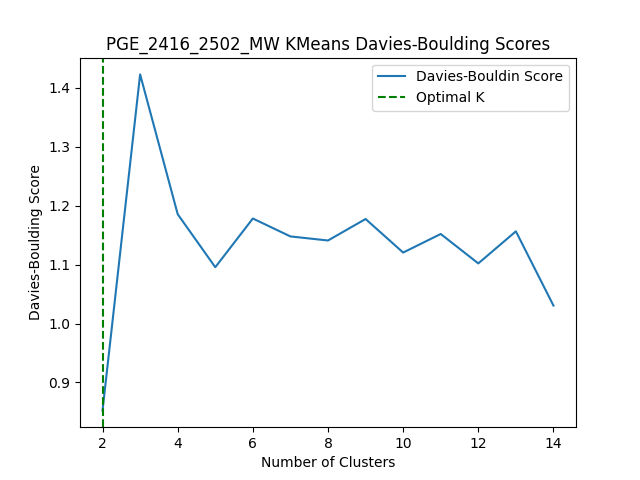 PGE_2416_2502_MW KMeans Davies-Boulding Scores
Davies-Bouldin Score
Optimal K
Davies-Boulding Score
1.4
1.3
1.2
1.1
1.0
0.9
2 4 6 8 10 12 14
Number of Clusters